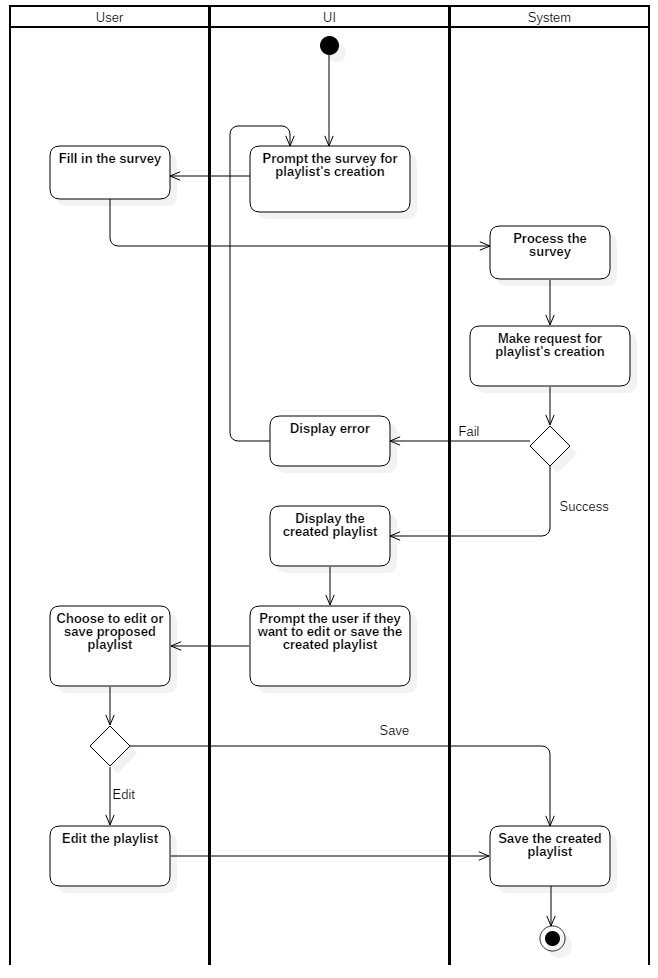 User
UI
System
Fill in the survey
Prompt the survey for
playlist's creation
Process the
survey
Make request for
playlist's creation
Display error
Fail
Success
Display the
created playlist
Choose to edit or
save proposed
playlist
Prompt the user if they
want to edit or save the
created playlist
Save
Edit
Edit the playlist
Save the created
playlist